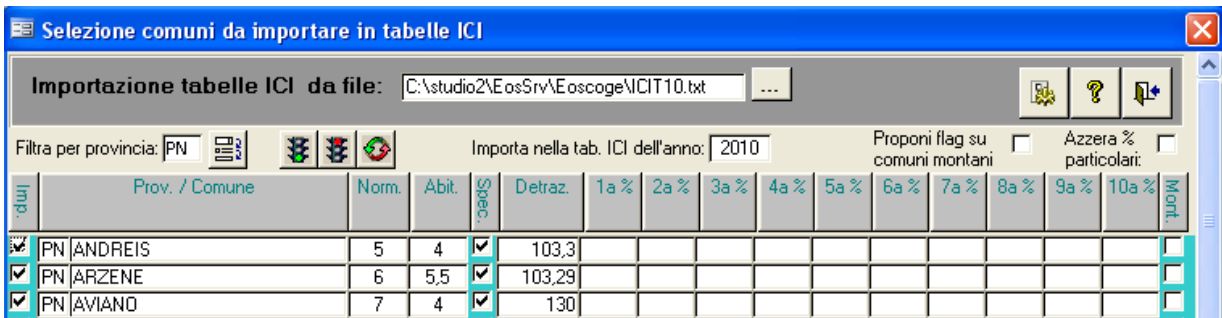 Selezione comuni da importare in tabelle ICI
Importazione tabelle ICI da file: C:\studio2\EosSrv\Eoscoge\ICIT10.txt ...
Filtra per provincia: PN Importa nella tab. ICI dell'anno: 2010 Proponi flag su comuni montani Azzera % particolari:
Imp. Prov. / Comune Norm. Abit. Spec. Detraz. 1a % 2a % 3a % 4a % 5a % 6a % 7a % 8a % 9a % 10a % Mont.
PN ANDREIS 5 4 103,3
PN ARZENE 6 5,5 103,29
PN AVIANO 7 4 130